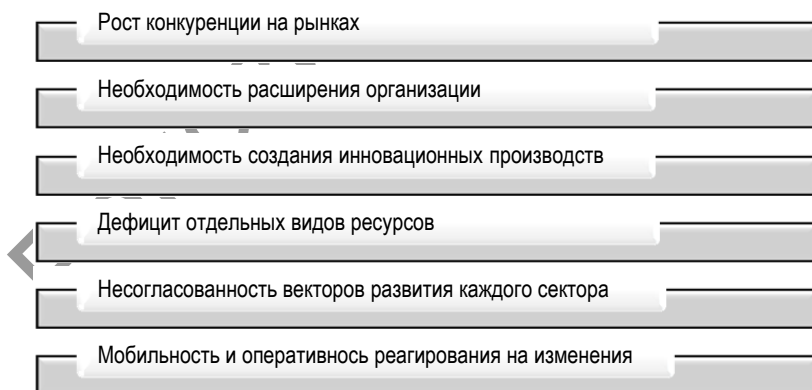 Рост конкуренции на рынках
Необходимость расширения организации
Необходимость создания инновационных производств
Дефицит отдельных видов ресурсов
Несогласованность векторов развития каждого сектора
Мобильность и оперативнось реагирования на изменения